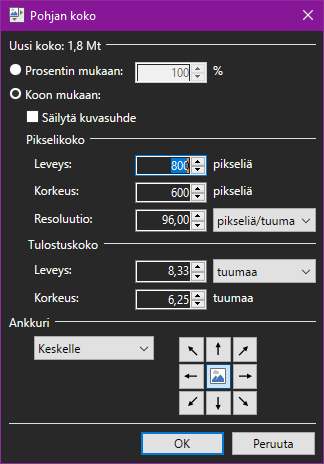 Pohjan koko
Uusi koko: 1,8 Mt
Prosentin mukaan: 100 %
Koon mukaan:
Säilytä kuvasuhde
Pikselikoko
Leveys: 800 pikseliä
Korkeus: 600 pikseliä
Resoluutio: 96,00 pikseliä/tuuma
Tulostuskoko
Leveys: 8,33 tuumaa
Korkeus: 6,25 tuumaa
Ankkuri
Keskelle
OK Peruuta